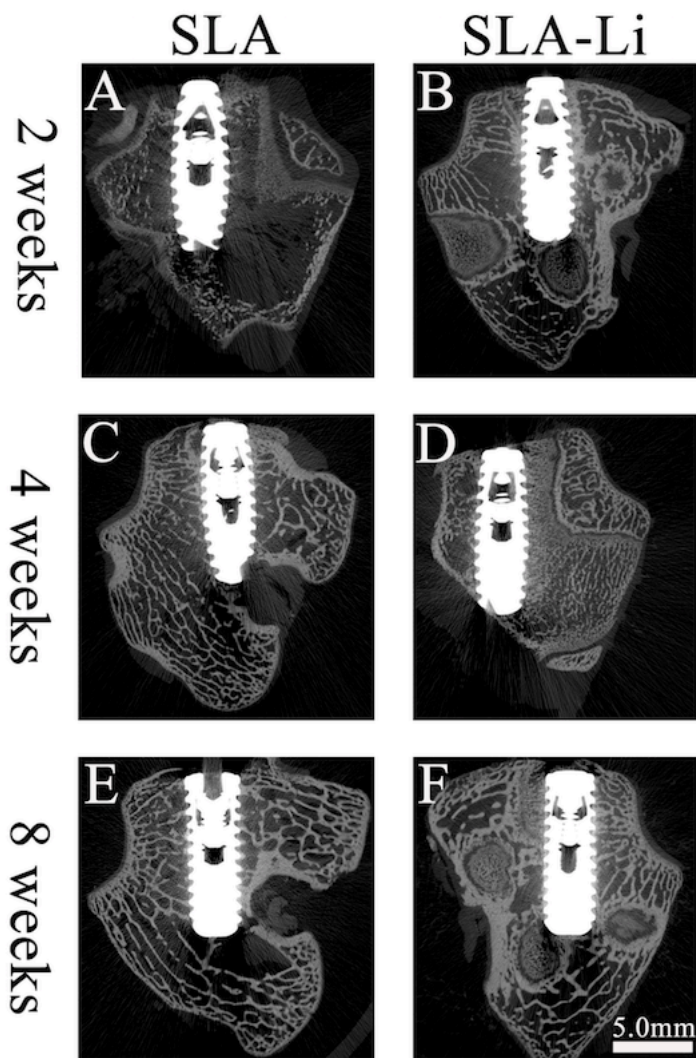 SLA SLA-Li
2 weeks
A B
4 weeks
C D
8 weeks
E F
5.0mm